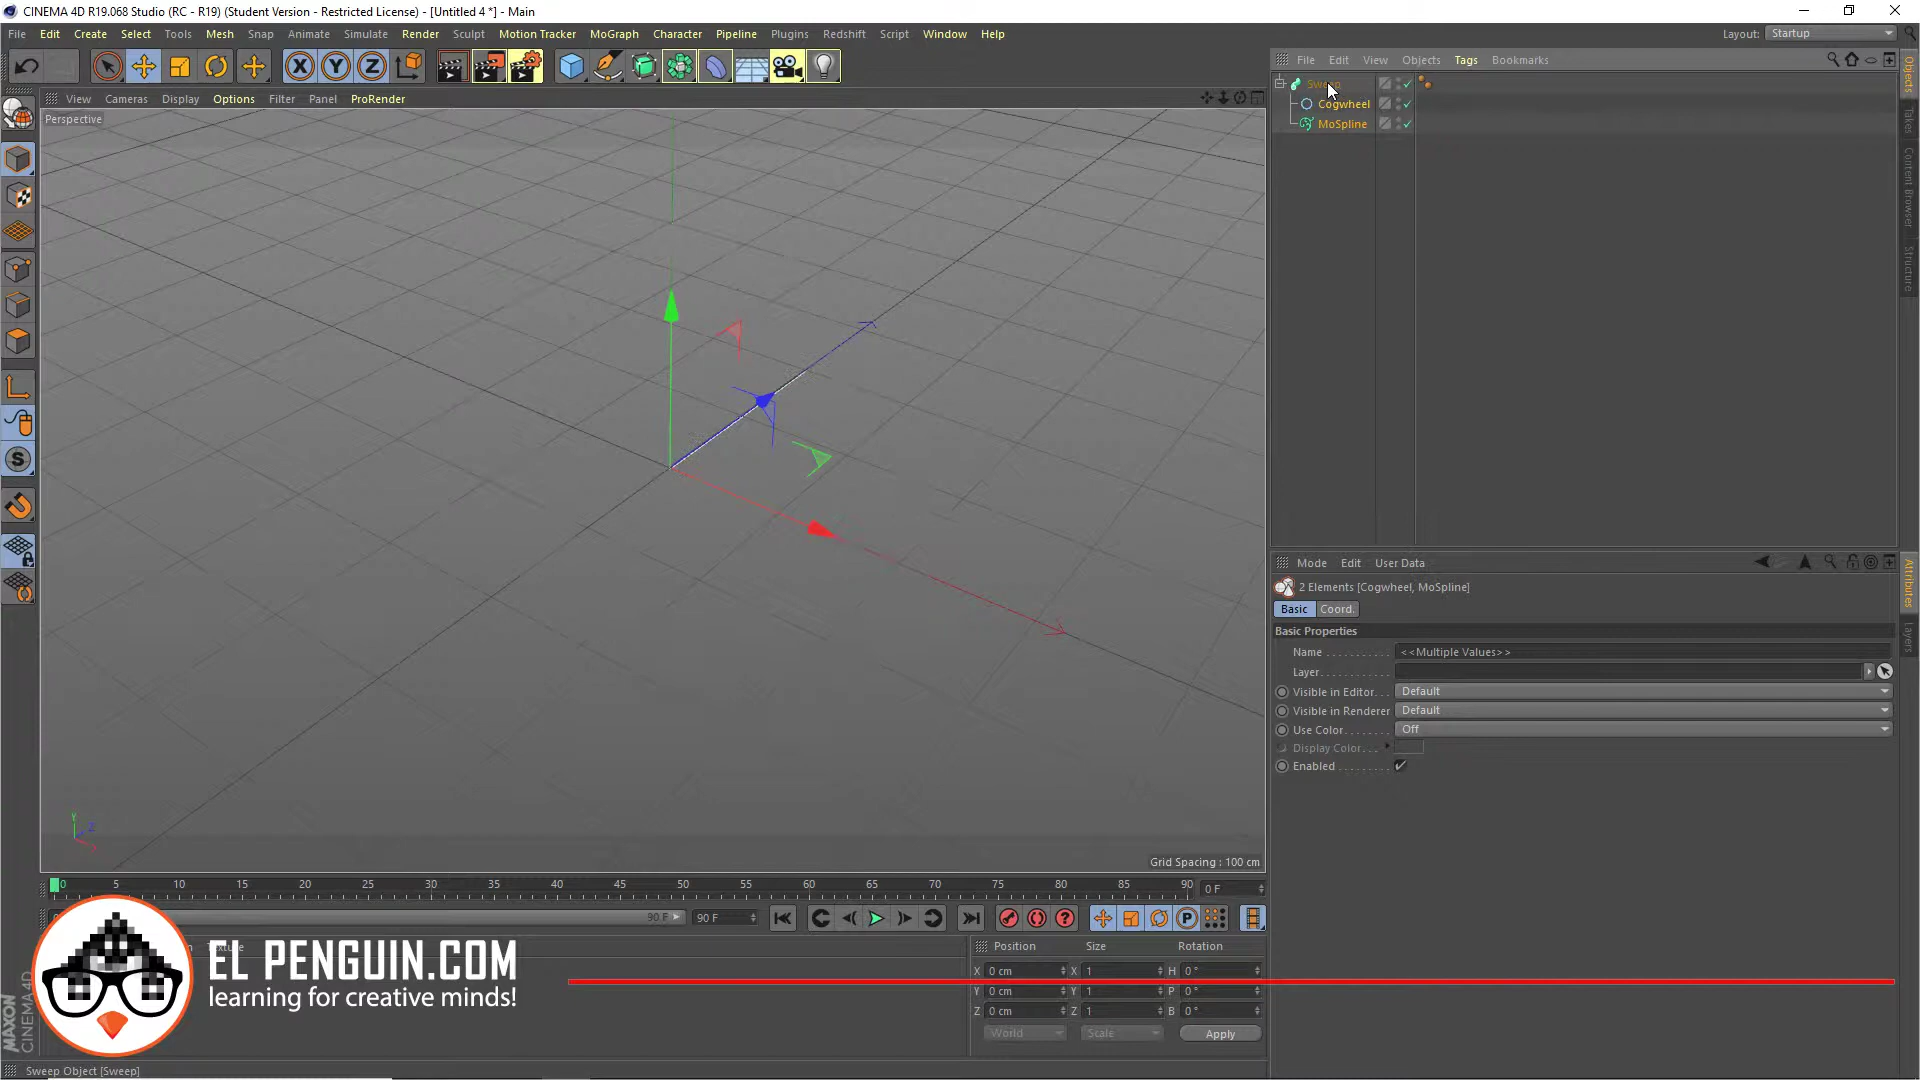 CINEMA 4D R19.068 Studio (RC - R19) (Student Version - Restricted License) - [Untitled 4 *] - Main
File Edit Create Select Tools Mesh Snap Animate Simulate Render Sculpt Motion Tracker MoGraph Character Pipeline Plugins Redshift Script Window Help
Layout: Startup
View Cameras Display Options Filter Panel ProRender
Perspective
File Edit View Objects Tags Bookmarks
Cogwheel
MoSpline
Objects
Takes
Content Browser
Structure
Mode Edit User Data
2 Elements [Cogwheel, MoSpline]
Basic Coord.
Basic Properties
Name <<Multiple Values>>
Layer
Visible in Editor Default
Visible in Renderer Default
Use Color Off
Display Color
Enabled
Attributes
Layers
Grid Spacing : 100 cm
0 5 10 15 20 25 30 35 40 45 50 55 60 65 70 75 80 85 90 0 F
90 F 90 F
Position Size Rotation
X 0 cm X 1 H 0 °
Y 0 cm Y 1 P 0 °
Z 0 cm Z 1 B 0 °
World Scale Apply
EL PENGUIN.COM
learning for creative minds!
MAXON
CINEMA 4D
Sweep Object [Sweep]